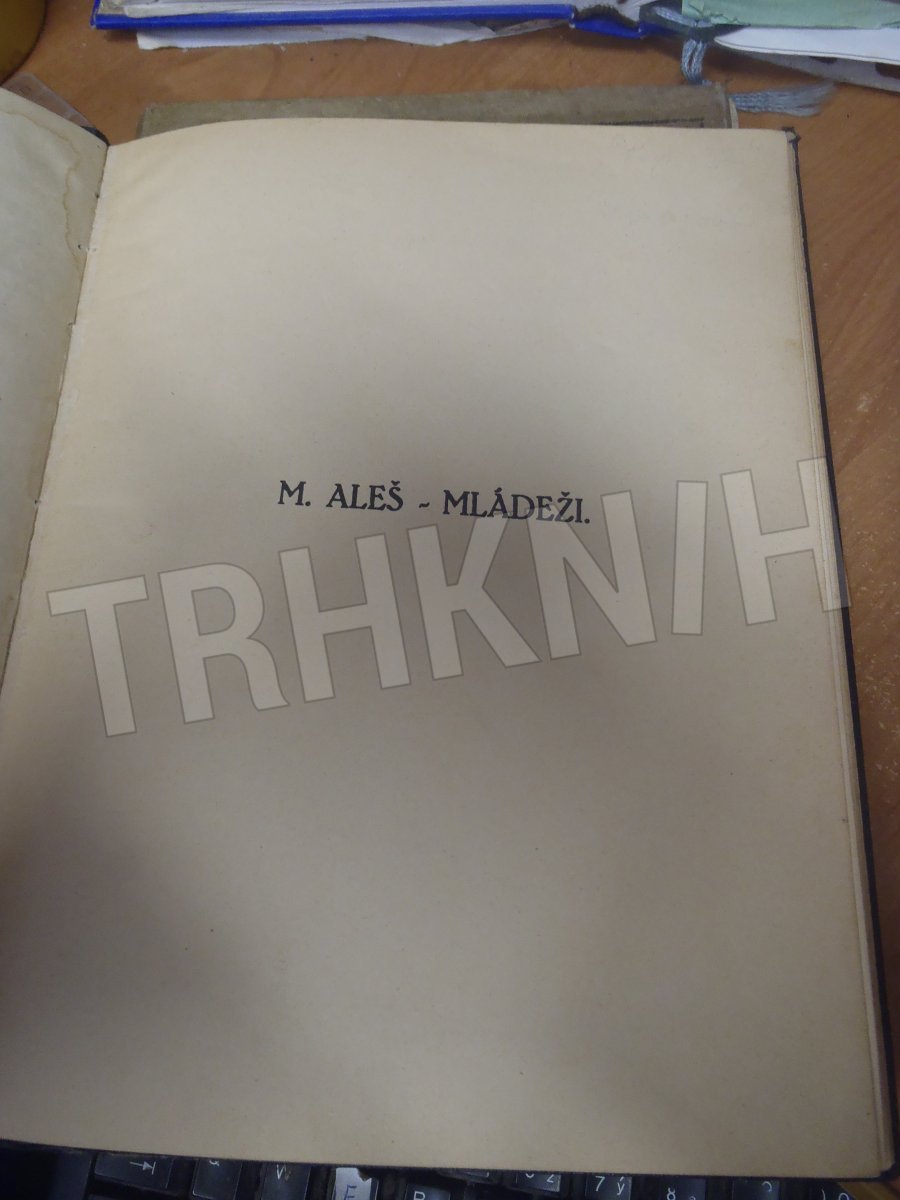 M. ALEŠ - MLÁDEŽI.
TRHKNIH